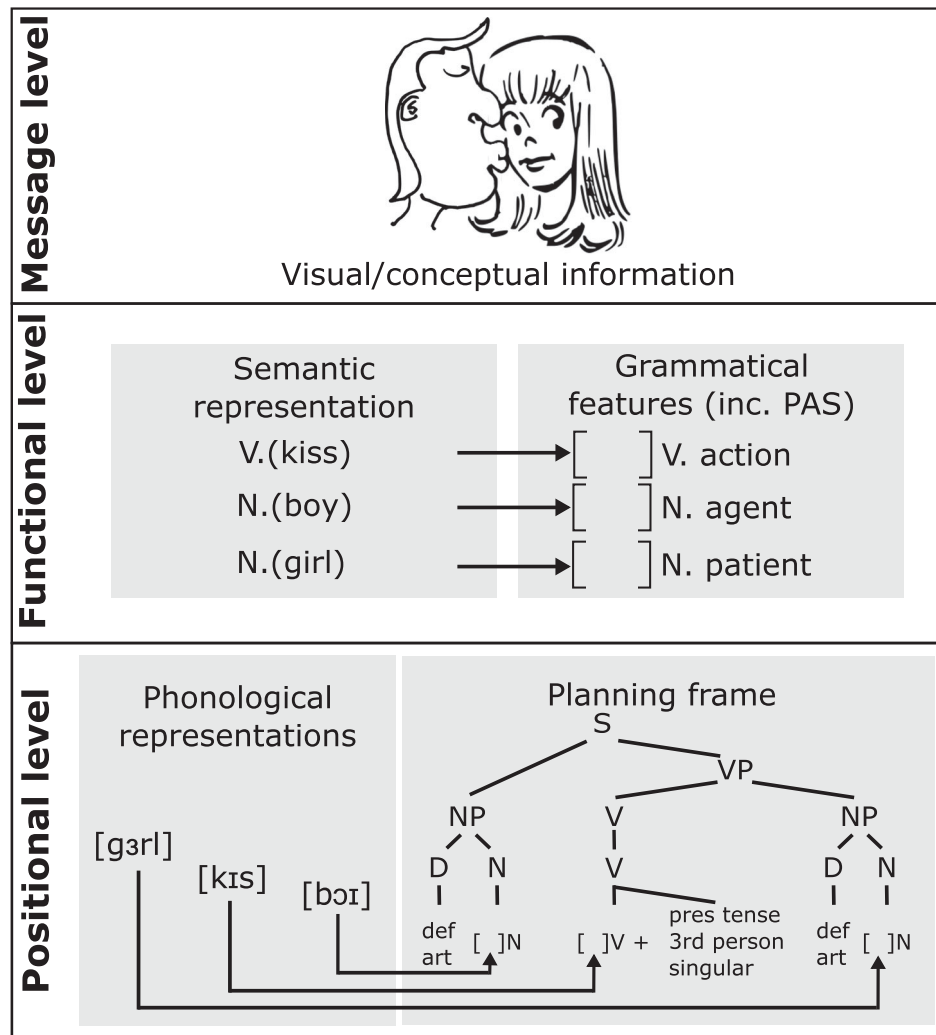 Message level
Visual/conceptual information
Functional level
Semantic
representation
V.(kiss)
N.(boy)
N.(girl)
Grammatical
features (inc. PAS)
[ ] V. action
[ ] N. agent
[ ] N. patient
Positional level
Phonological
representations
[gɜrl]
[kɪs]
[bɔɪ]
Planning frame
S
VP
NP V NP
D N V D N
def
art
[ ]N
[ ]V +
pres tense
3rd person
singular
def
art
[ ]N